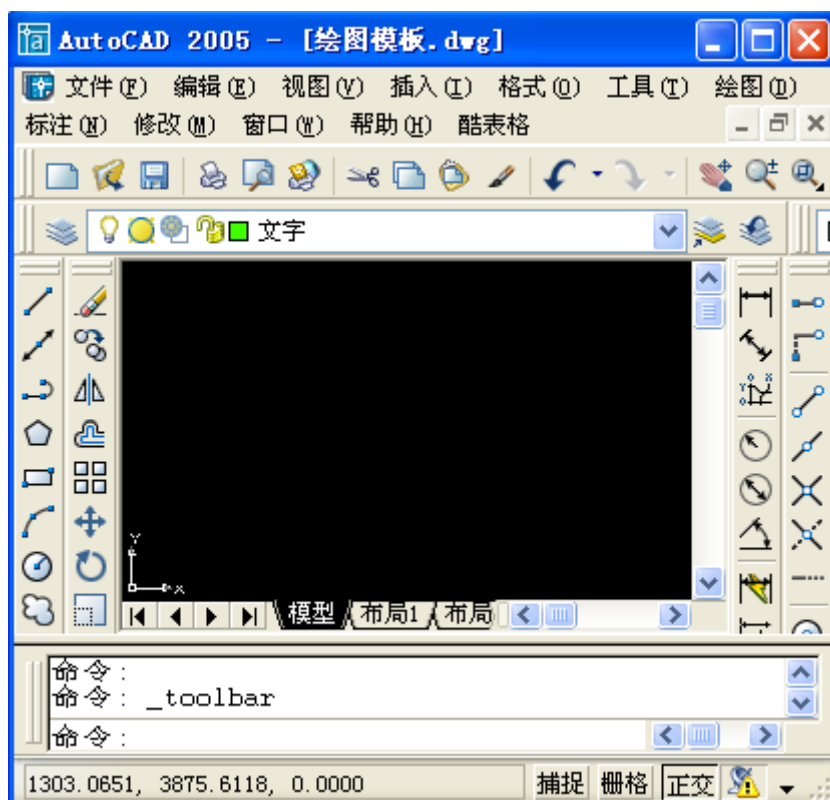 AutoCAD 2005 - [绘图模板.dwg]
文件(F) 编辑(E) 视图(V) 插入(I) 格式(O) 工具(T) 绘图(D)
标注(N) 修改(M) 窗口(W) 帮助(H) 酷表格
文字
Y
X
模型 布局1 布局
命令:
命令: _toolbar
命令:
1303.0651, 3875.6118, 0.0000 捕捉 栅格 正交